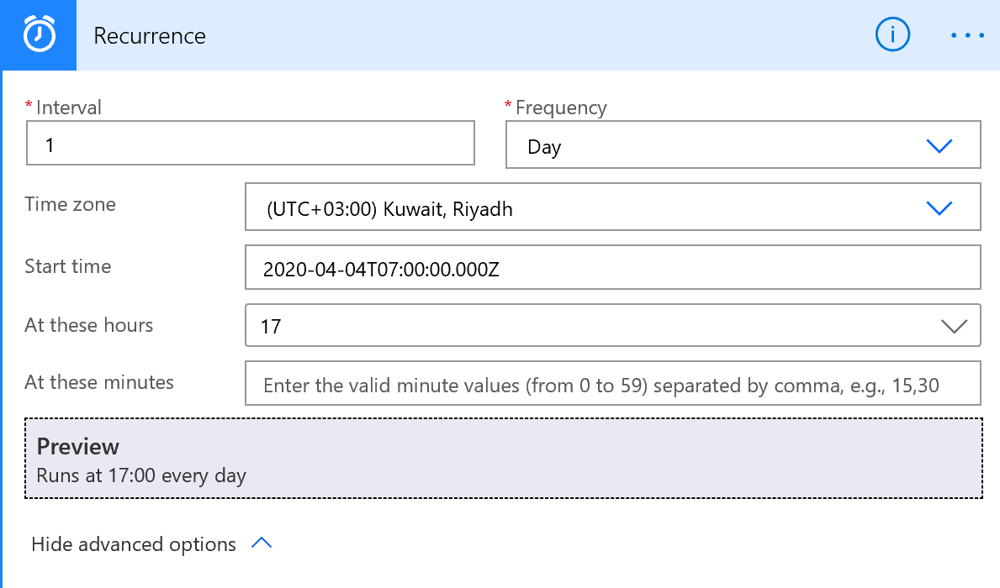 Recurrence
* Interval
* Frequency
1
Day
Time zone
(UTC+03:00) Kuwait, Riyadh
Start time
2020-04-04T07:00:00.000Z
At these hours
17
At these minutes
Enter the valid minute values (from 0 to 59) separated by comma, e.g., 15,30
Preview
Runs at 17:00 every day
Hide advanced options